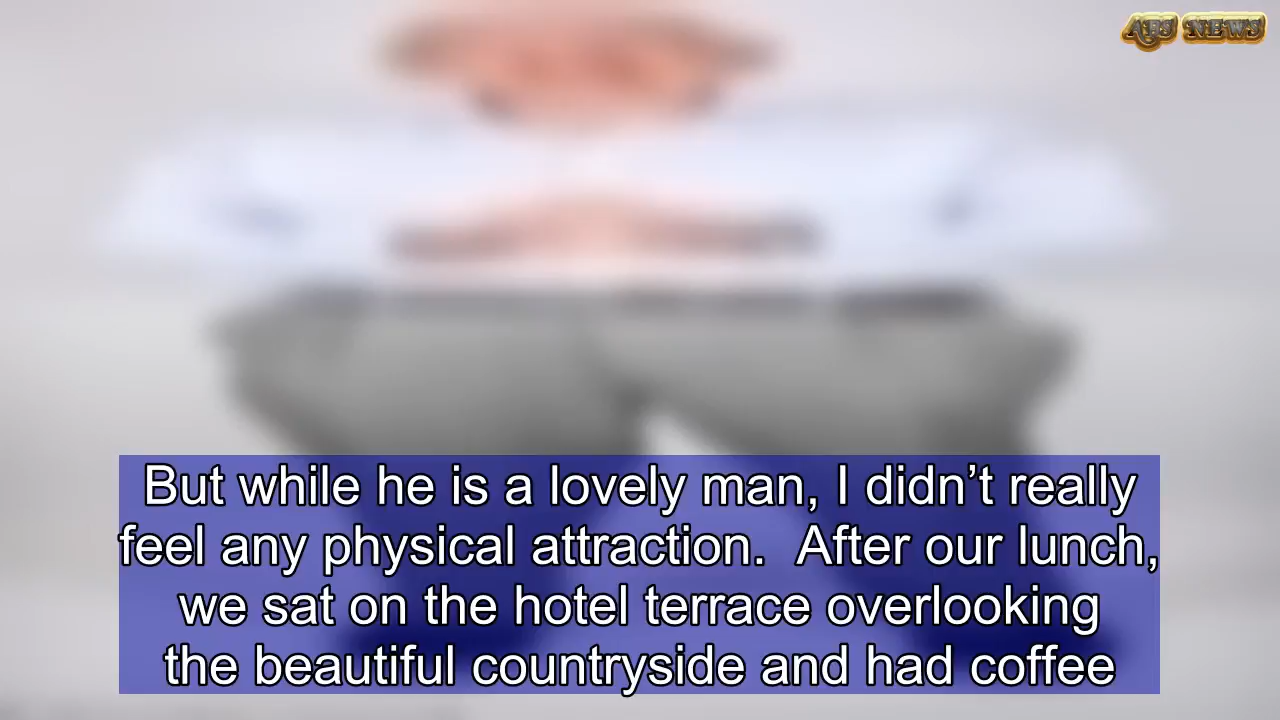 ABS NEWS
But while he is a lovely man, I didn’t really
feel any physical attraction.  After our lunch,
we sat on the hotel terrace overlooking
the beautiful countryside and had coffee